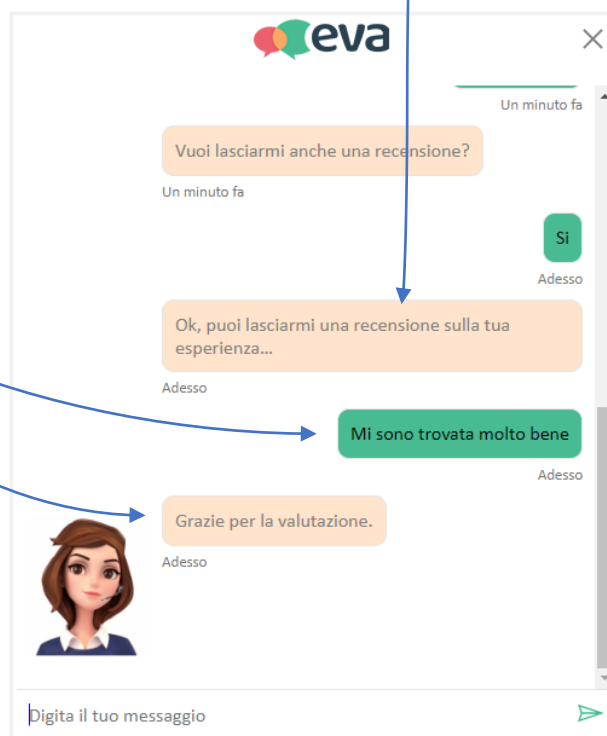 eva
Un minuto fa
Vuoi lasciarmi anche una recensione?
Un minuto fa
Si
Adesso
Ok, puoi lasciarmi una recensione sulla tua
esperienza...
Adesso
Mi sono trovata molto bene
Adesso
Grazie per la valutazione.
Adesso
Digita il tuo messaggio